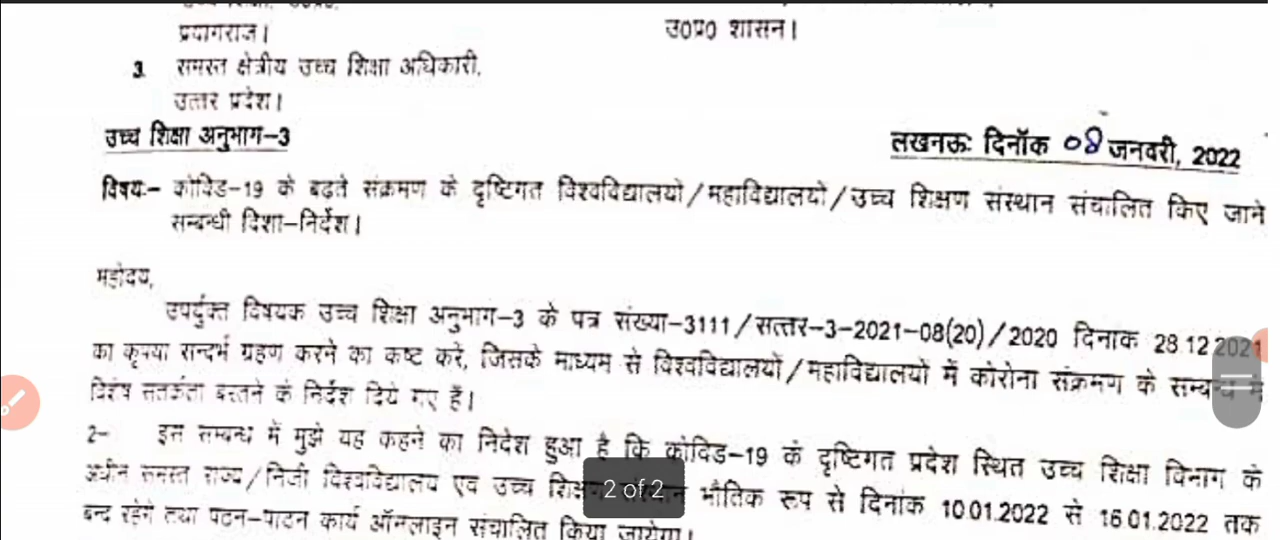 प्रयागराज।
उ0प्र0 शासन।
3. समस्त क्षेत्रीय उच्च शिक्षा अधिकारी,
उत्तर प्रदेश।
उच्च शिक्षा अनुभाग-3
लखनऊः दिनॉक 08 जनवरी, 2022
विषयः- कोविड-19 के बढ़ते संक्रमण के दृष्टिगत विश्वविद्यालयो/महाविद्यालयो/उच्च शिक्षण संस्थान संचालित किए जाने
सम्बन्धी दिशा-निर्देश।
महोदय,
उपर्युक्त विषयक उच्च शिक्षा अनुभाग-3 के पत्र संख्या-3111/सत्तर-3-2021-08(20)/2020 दिनाक 28.12.2021
का कृपया सन्दर्भ ग्रहण करने का कष्ट करे, जिसके माध्यम से विश्वविद्यालयों/महाविद्यालयों में कोरोना संक्रमण के सम्बन्ध में
विशेष सतर्कता बरतने के निर्देश दिये गए हैं।
2- इस सम्बन्ध में मुझे यह कहने का निदेश हुआ है कि कोविड-19 के दृष्टिगत प्रदेश स्थित उच्च शिक्षा विभाग के
अधीन समस्त राज्य/निजी विश्वविद्यालय एव उच्च शिक्षण संस्थान भौतिक रूप से दिनांक 10.01.2022 से 16.01.2022 तक
बन्द रहेगे तथा पठन-पाठन कार्य ऑनलाइन संचालित किया जायेगा।
2 of 2